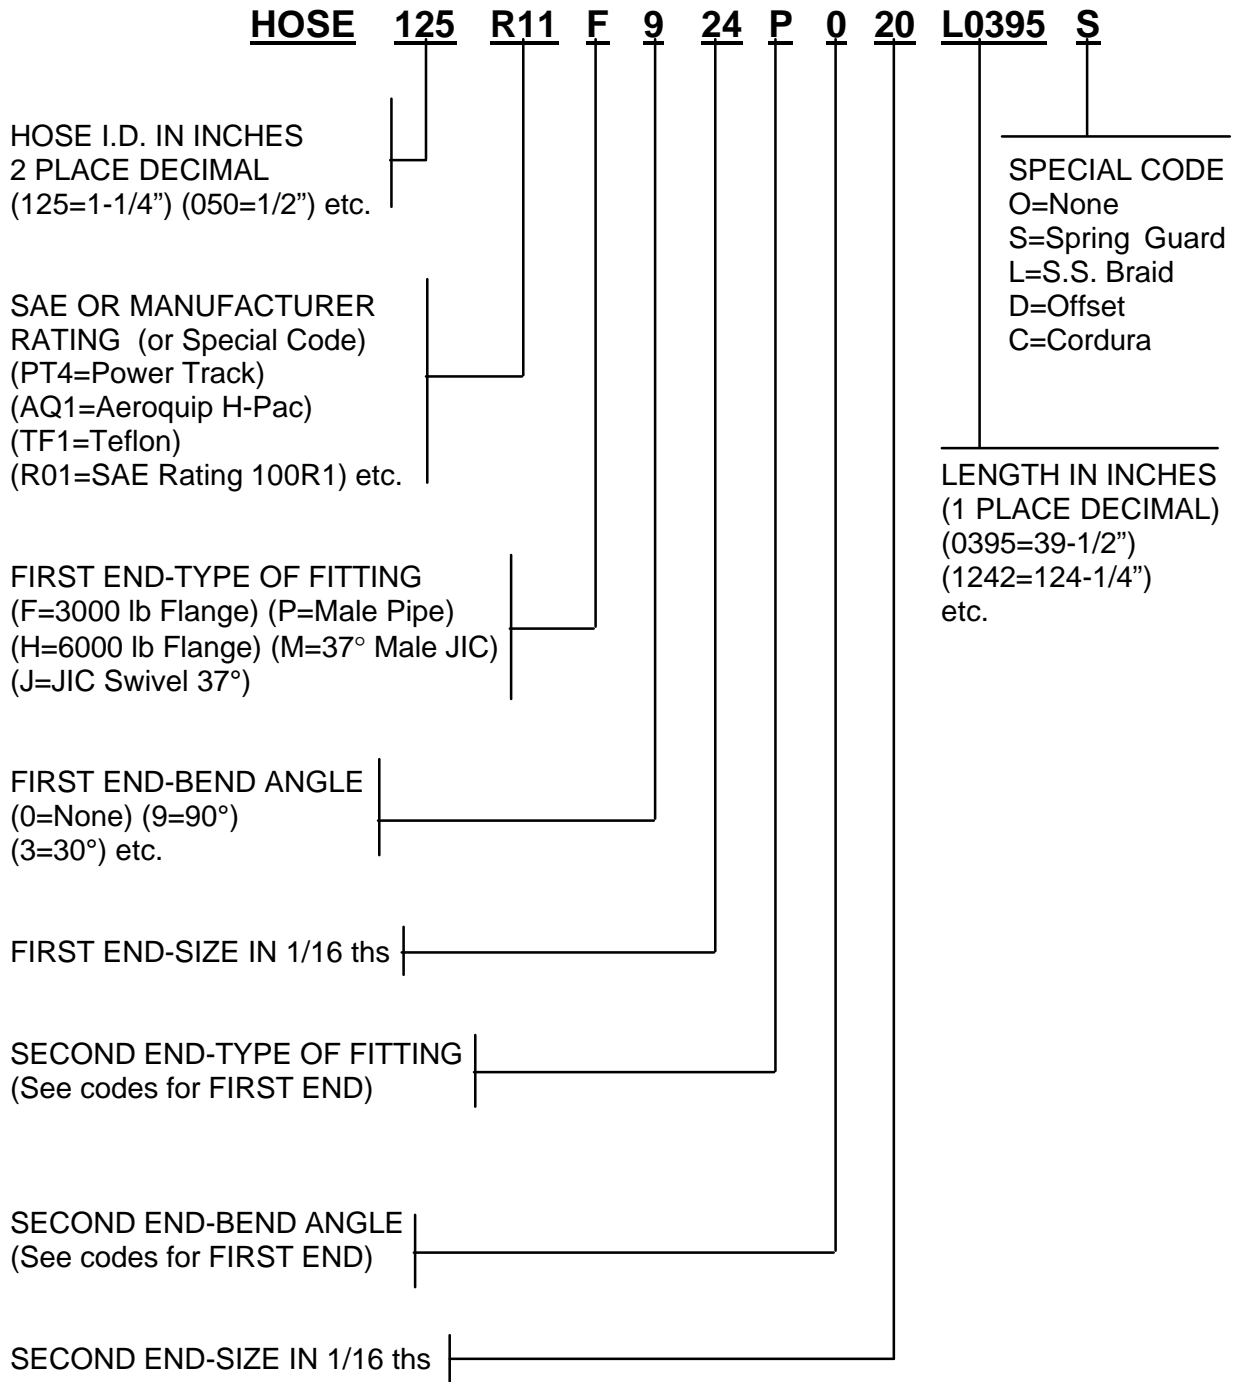 HOSE 125 R11 F 9 24 P 0 20 L0395 S
HOSE I.D. IN INCHES
2 PLACE DECIMAL
(125=1-1/4”) (050=1/2”) etc.
SPECIAL CODE
O=None
S=Spring Guard
L=S.S. Braid
D=Offset
C=Cordura
SAE OR MANUFACTURER
RATING (or Special Code)
(PT4=Power Track)
(AQ1=Aeroquip H-Pac)
(TF1=Teflon)
(R01=SAE Rating 100R1) etc.
LENGTH IN INCHES
(1 PLACE DECIMAL)
(0395=39-1/2”)
(1242=124-1/4”)
etc.
FIRST END-TYPE OF FITTING
(F=3000 lb Flange) (P=Male Pipe)
(H=6000 lb Flange) (M=37° Male JIC)
(J=JIC Swivel 37°)
FIRST END-BEND ANGLE
(0=None) (9=90°)
(3=30°) etc.
FIRST END-SIZE IN 1/16 ths
SECOND END-TYPE OF FITTING
(See codes for FIRST END)
SECOND END-BEND ANGLE
(See codes for FIRST END)
SECOND END-SIZE IN 1/16 ths